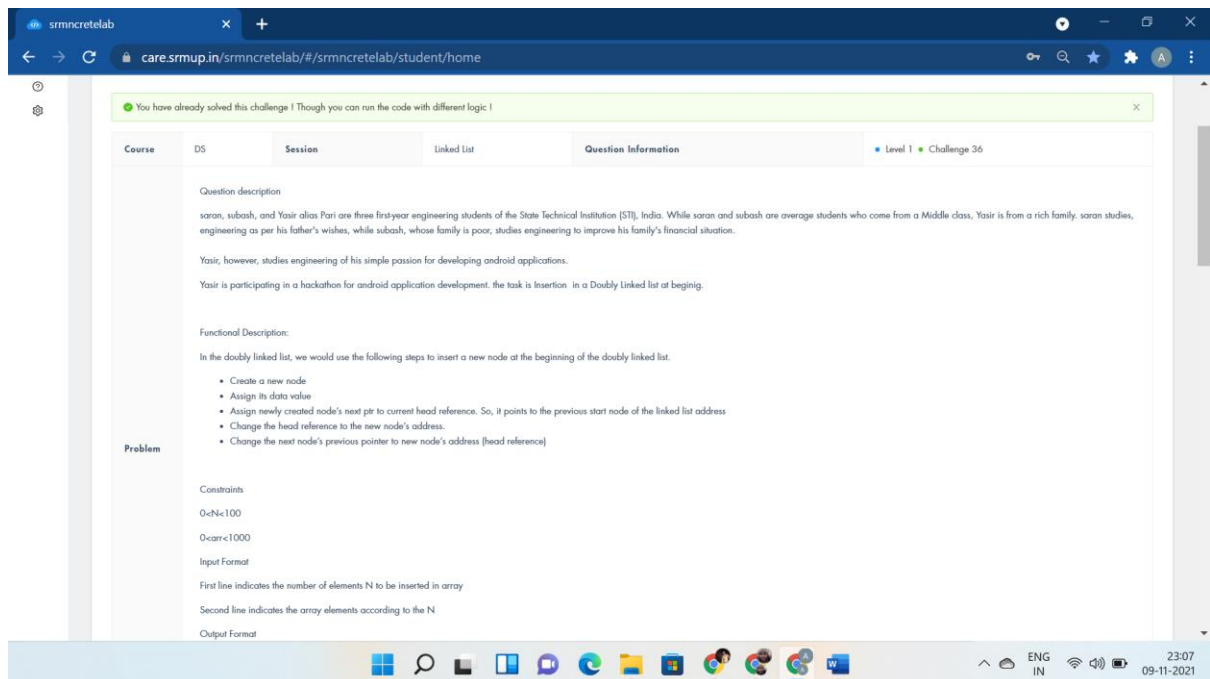 srmncretelab
care.srmup.in/srmncretelab/#/srmncretelab/student/home
A
You have already solved this challenge ! Though you can run the code with different logic !
Course DS Session Linked List Question Information Level 1 Challenge 36
Question description
saran, subash, and Yasir alias Pari are three first-year engineering students of the State Technical Institution (STI), India. While saran and subash are average students who come from a Middle class, Yasir is from a rich family. saran studies,
engineering as per his father's wishes, while subash, whose family is poor, studies engineering to improve his family's financial situation.
Yasir, however, studies engineering of his simple passion for developing android applications.
Yasir is participating in a hackathon for android application development. the task is Insertion in a Doubly Linked list at beginig.
Functional Description:
In the doubly linked list, we would use the following steps to insert a new node at the beginning of the doubly linked list.
• Create a new node
• Assign its data value
• Assign newly created node's next ptr to current head reference. So, it points to the previous start node of the linked list address
• Change the head reference to the new node's address.
• Change the next node's previous pointer to new node's address (head reference)
Problem
Constraints
0<N<100
0<arr<1000
Input Format
First line indicates the number of elements N to be inserted in array
Second line indicates the array elements according to the N
Output Format
W
ENG
IN
23:07
09-11-2021